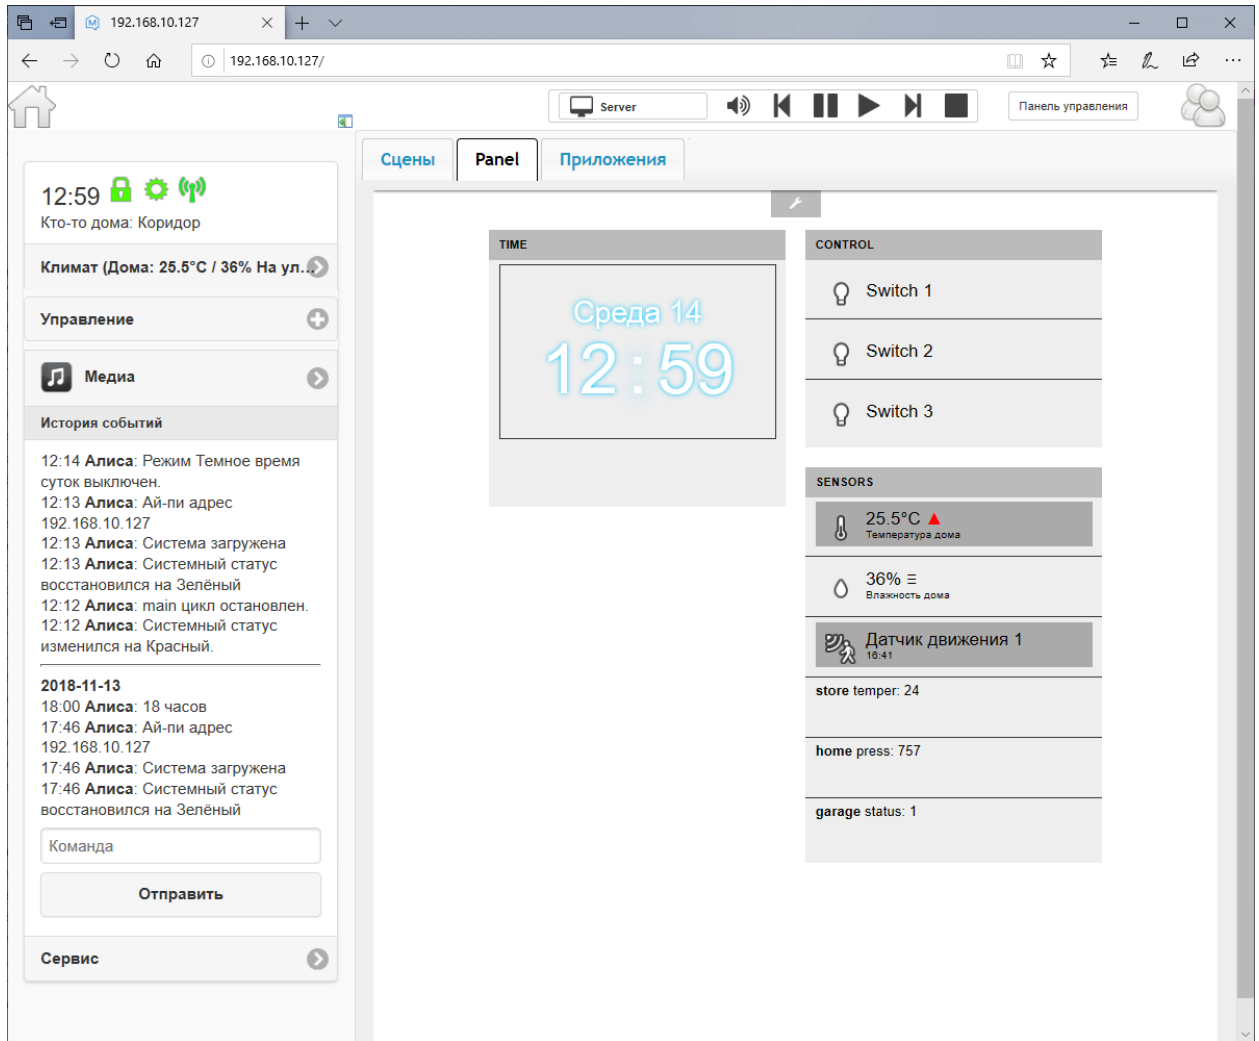 192.168.10.127
192.168.10.127/
Server
Панель управления
Сцены
Panel
Приложения
12:59
Кто-то дома: Коридор
Климат (Дома: 25.5°C / 36% На ул...
Управление
Медиа
История событий
12:14 Алиса: Режим Темное время
суток выключен.
12:13 Алиса: Ай-пи адрес
192.168.10.127
12:13 Алиса: Система загружена
12:13 Алиса: Системный статус
восстановился на Зелёный
12:12 Алиса: main цикл остановлен.
12:12 Алиса: Системный статус
изменился на Красный.
2018-11-13
18:00 Алиса: 18 часов
17:46 Алиса: Ай-пи адрес
192.168.10.127
17:46 Алиса: Система загружена
17:46 Алиса: Системный статус
восстановился на Зелёный
Команда
Отправить
Сервис
TIME
Среда 14
12:59
CONTROL
Switch 1
Switch 2
Switch 3
SENSORS
25.5°C ▲
Температура дома
36% Ξ
Влажность дома
Датчик движения 1
16:41
store temper: 24
home press: 757
garage status: 1